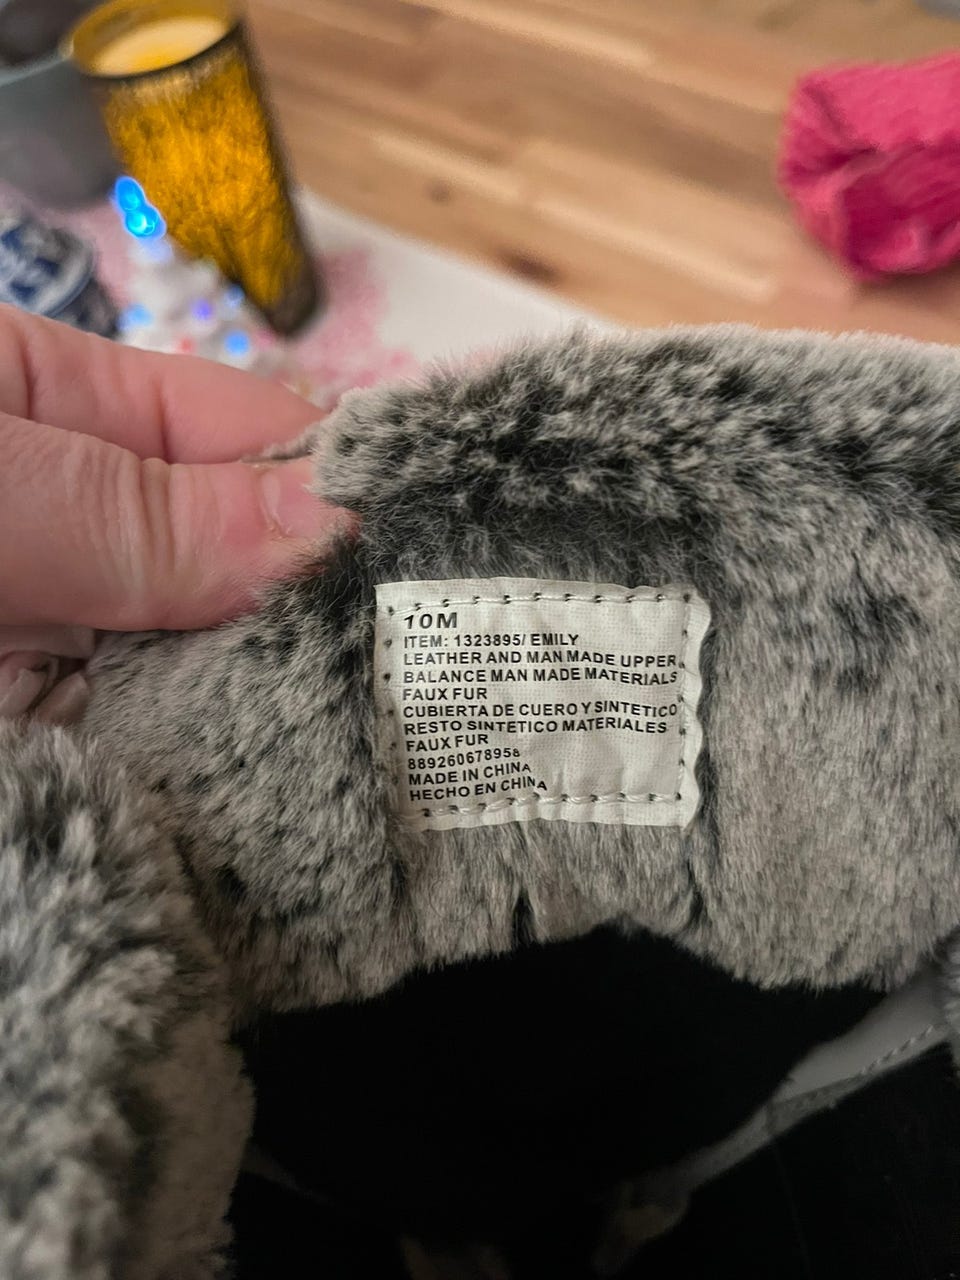 10M
ITEM: 1323895/ EMILY
LEATHER AND MAN MADE UPPER
BALANCE MAN MADE MATERIALS
FAUX FUR
CUBIERTA DE CUERO Y SINTETICO
RESTO SINTETICO MATERIALES
FAUX FUR
889260678958
MADE IN CHINA
HECHO EN CHINA